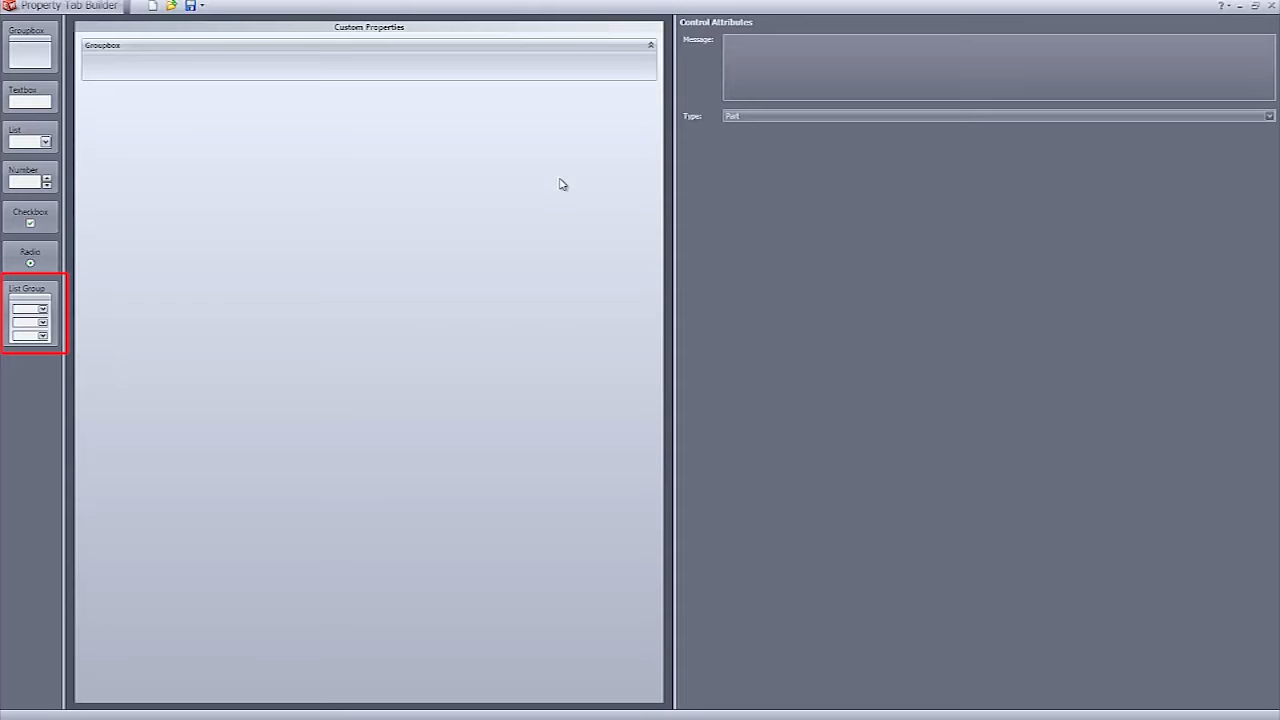 Property Tab Builder
?
Groupbox
Textbox
List
Number
Checkbox
Radio
List Group
Custom Properties
Groupbox
Control Attributes
Message:
Type:
Part